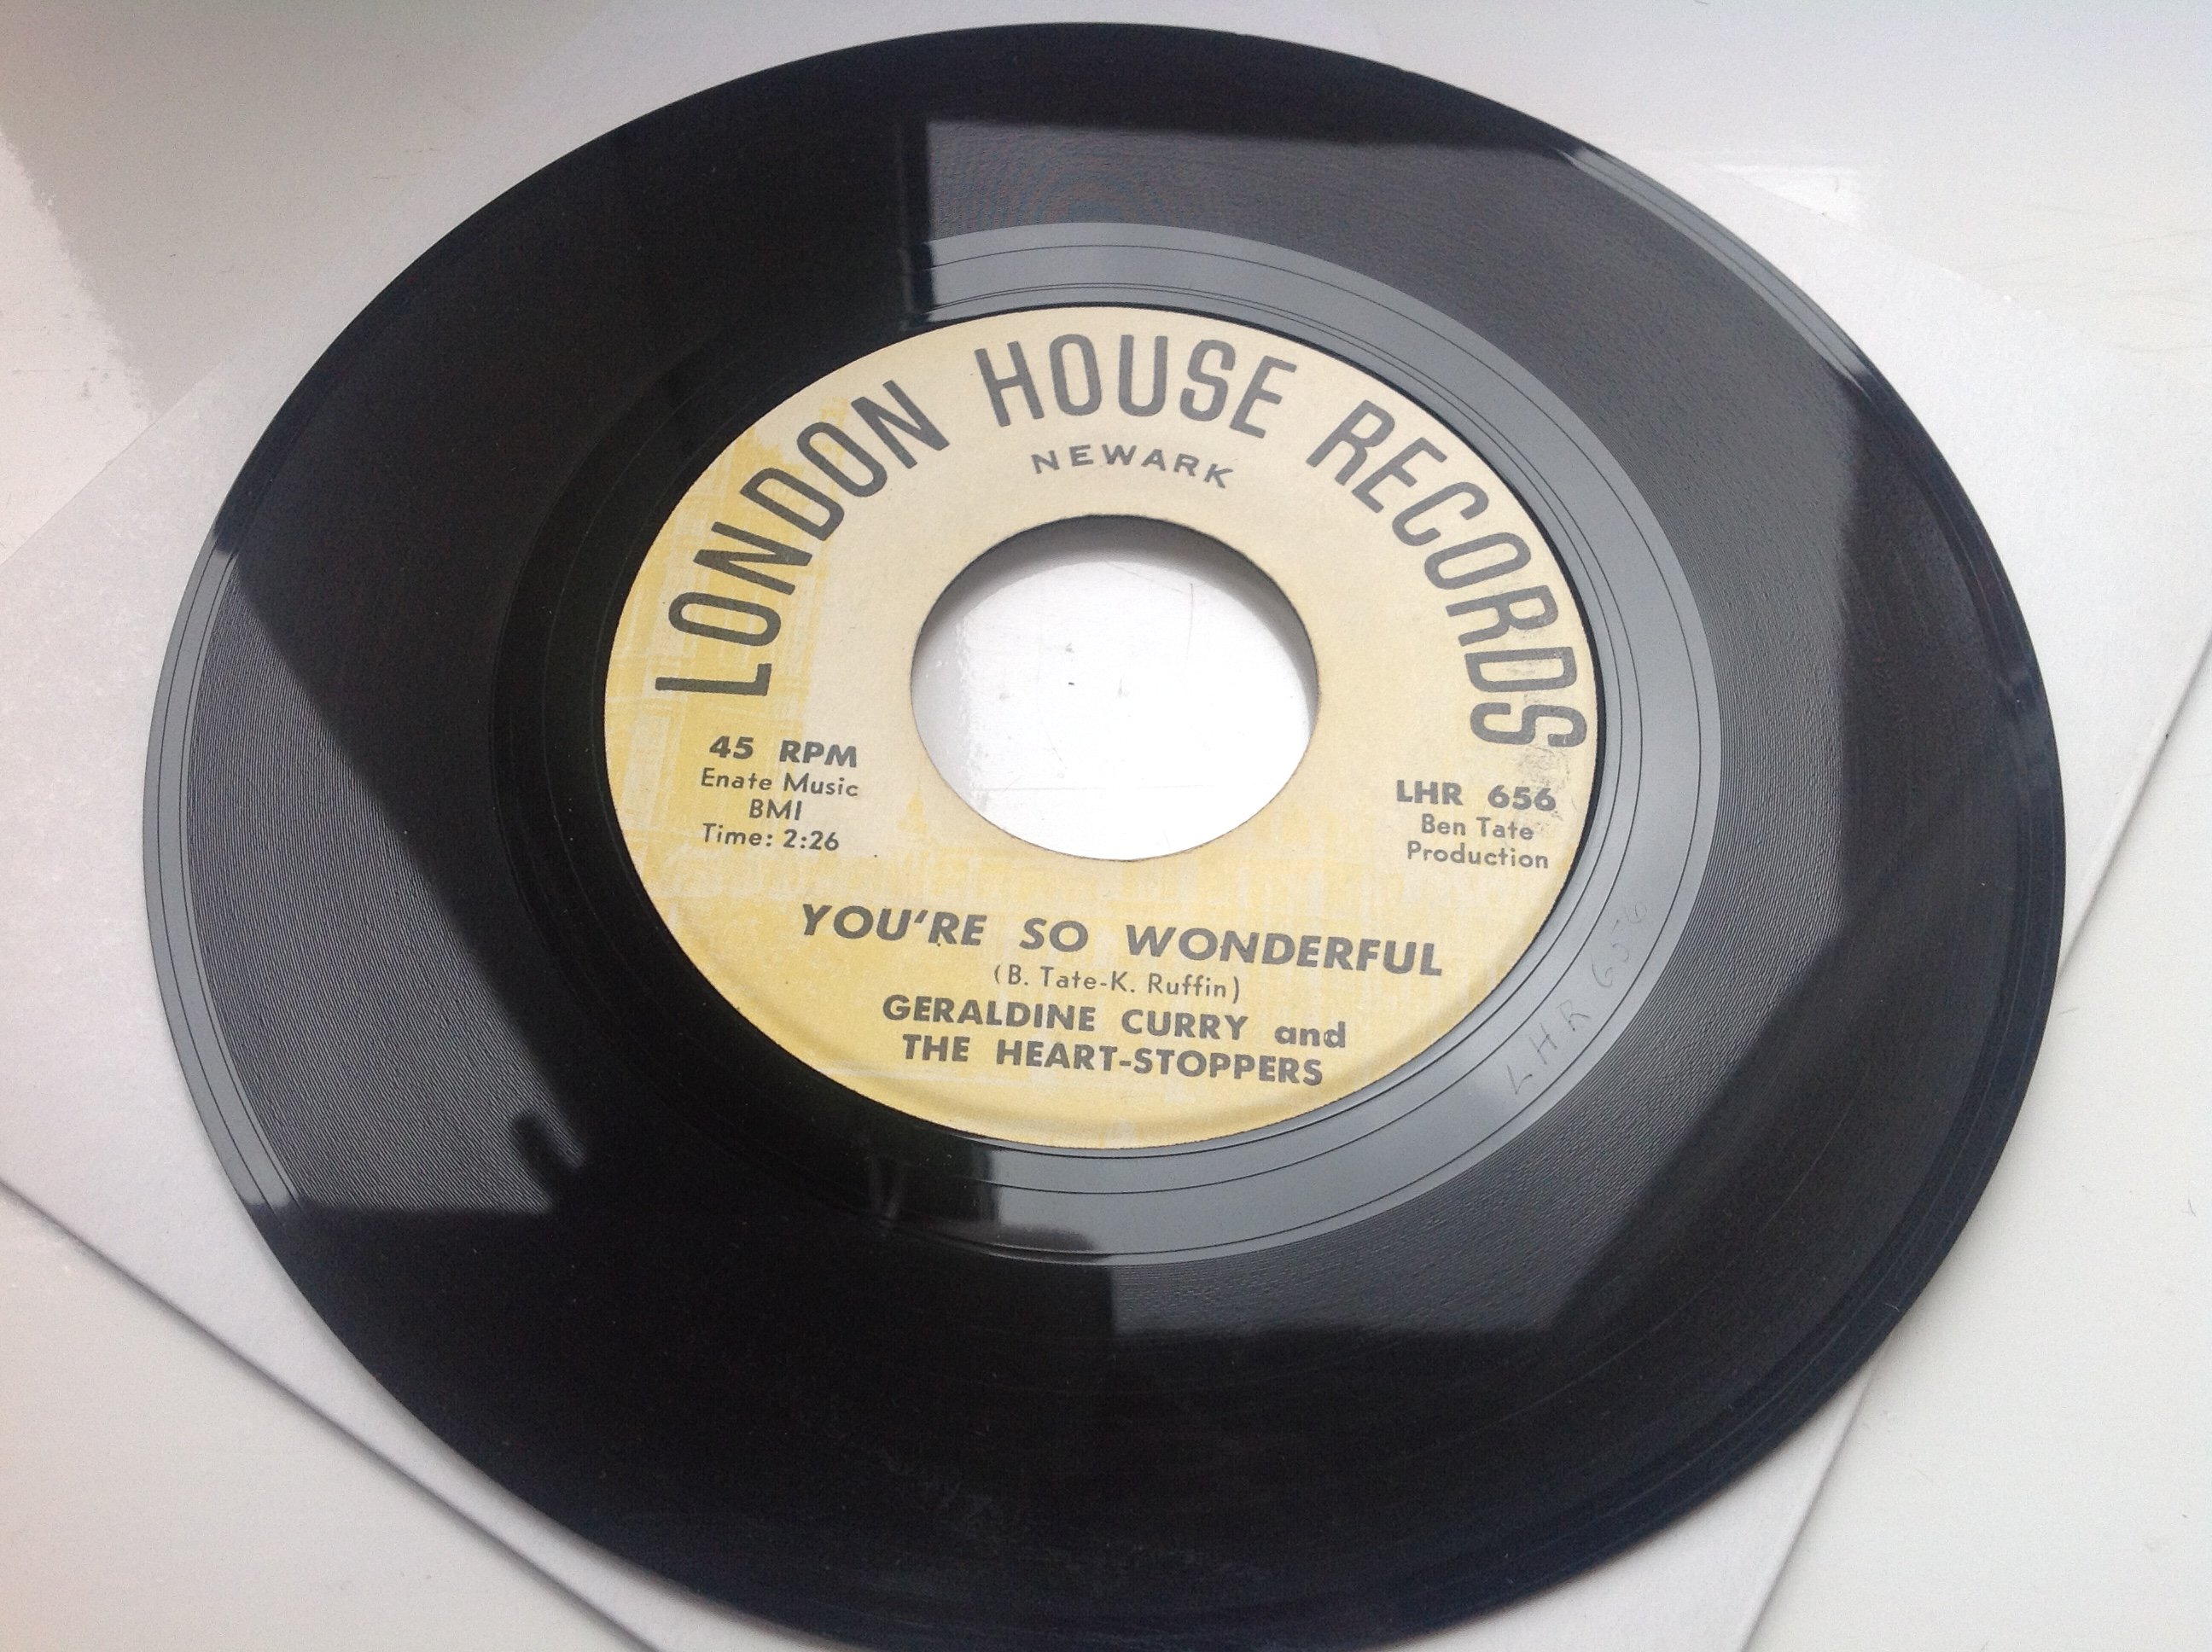 LONDON HOUSE RECORDS
NEWARK
45 RPM
Enate Music
BMI
Time: 2:26
LHR 656
Ben Tate
Production
YOU'RE SO WONDERFUL
(B. Tate-K. Ruffin)
GERALDINE CURRY and
THE HEART-STOPPERS
LHR 656